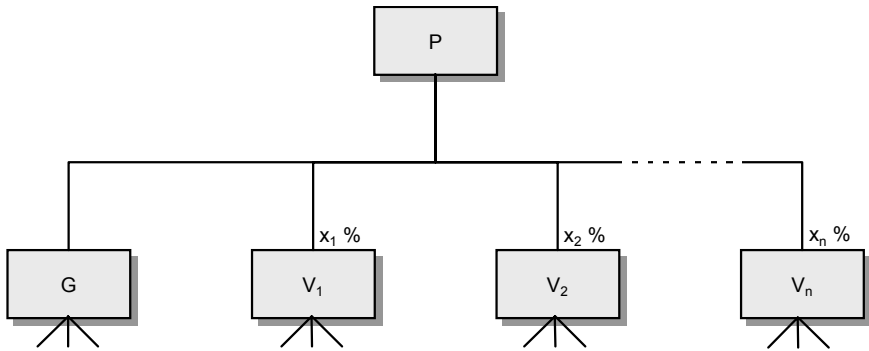 P
x₁ %
x₂ %
xₙ %
G
V₁
V₂
Vₙ